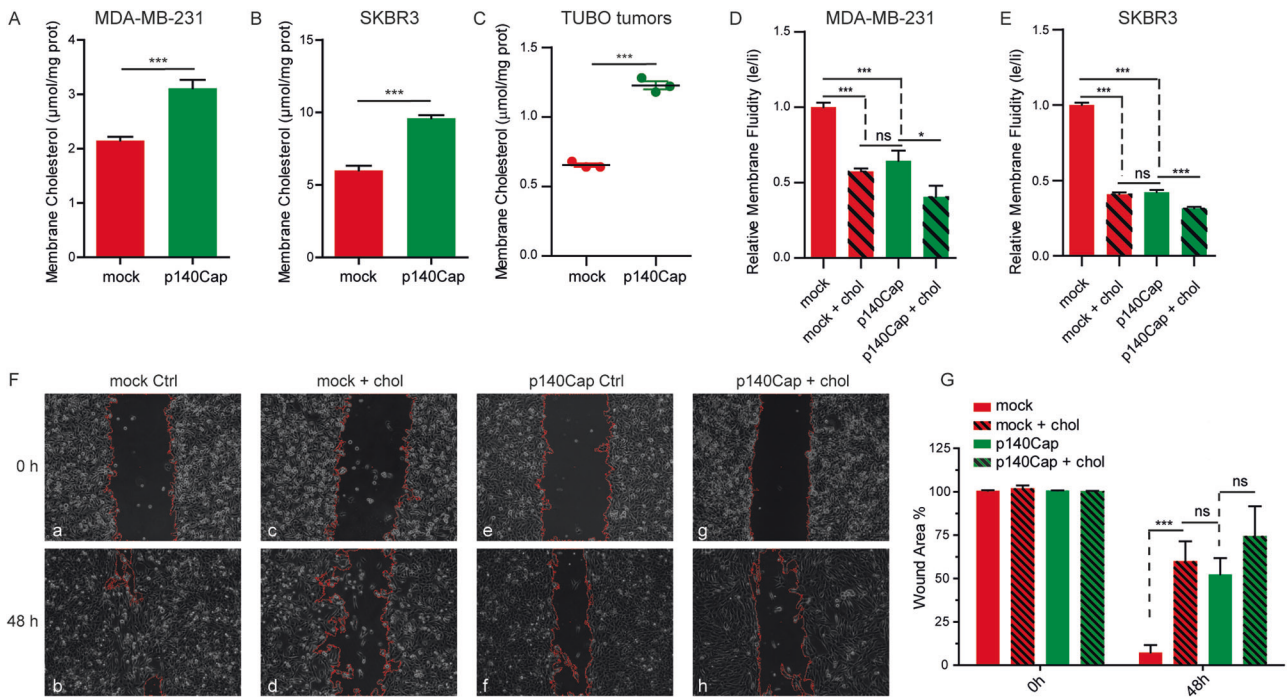 A
MDA-MB-231
Membrane Cholesterol (µmol/mg prot)
4
3
2
1
0
***
mock
p140Cap
B
SKBR3
Membrane Cholesterol (µmol/mg prot)
15
10
5
0
***
mock
p140Cap
C
TUBO tumors
Membrane Cholesterol (µmol/mg prot)
1.5
1.0
0.5
0.0
***
mock
p140Cap
D
MDA-MB-231
Relative Membrane Fluidity (Ie/Ii)
1.5
1.0
0.5
0.0
***
***
ns
*
mock
mock + chol
p140Cap
p140Cap + chol
E
SKBR3
Relative Membrane Fluidity (Ie/Ii)
1.5
1.0
0.5
0.0
***
***
ns
***
mock
mock + chol
p140Cap
p140Cap + chol
F
mock Ctrl
mock + chol
p140Cap Ctrl
p140Cap + chol
0 h
a
c
e
g
48 h
b
d
f
h
G
mock
mock + chol
p140Cap
p140Cap + chol
Wound Area %
125
100
75
50
25
0
***
ns
ns
0h
48h